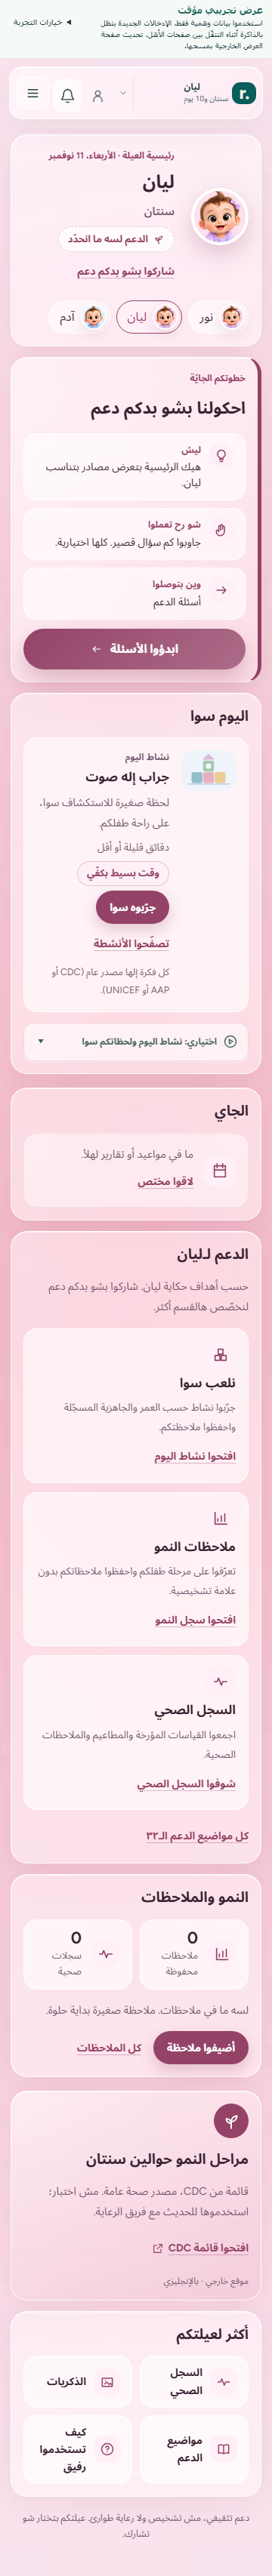 عرض تجريبي مؤقت
استخدموا بيانات وهمية فقط. الإدخالات الجديدة بتظل
بالذاكرة أثناء التنقّل بين صفحات الأهل، تحديث صفحة
العرض الخارجية بمسحها.
خيارات التجربة
r.
ليان
سنتان و10 يوم
رئيسية العيلة · الأربعاء، 11 نوفمبر
ليان
سنتان
الدعم لسه ما انحدّد
شاركوا بشو بدكم دعم
نور
ليان
آدم
خطوتكم الجايّة
احكولنا بشو بدكم دعم
ليش
هيك الرئيسية بتعرض مصادر بتناسب
ليان.
شو رح تعملوا
جاوبوا كم سؤال قصير. كلها اختيارية.
وين بتوصلوا
أسئلة الدعم
ابدؤوا الأسئلة
اليوم سوا
نشاط اليوم
جراب إله صوت
لحظة صغيرة للاستكشاف سوا،
على راحة طفلكم.
دقائق قليلة أو أقل
وقت بسيط بكفّي
جرّبوه سوا
تصفّحوا الأنشطة
كل فكرة إلها مصدر عام (CDC أو
AAP أو UNICEF).
اختياري: نشاط اليوم ولحظاتكم سوا
الجاي
ما في مواعيد أو تقارير لهلأ.
لاقوا مختص
الدعم لـليان
حسب أهداف حكاية ليان. شاركوا بشو بدكم دعم
لنخصّص هالقسم أكثر.
نلعب سوا
جرّبوا نشاط حسب العمر والجاهزية المسجّلة
واحفظوا ملاحظتكم.
افتحوا نشاط اليوم
ملاحظات النمو
تعرّفوا على مرحلة طفلكم واحفظوا ملاحظاتكم بدون
علامة تشخيصية.
افتحوا سجل النمو
السجل الصحي
اجمعوا القياسات المؤرخة والمطاعيم والملاحظات
الصحية.
شوفوا السجل الصحي
كل مواضيع الدعم الـ٣٢
النمو والملاحظات
0
ملاحظات
محفوظة
0
سجلات
صحية
لسه ما في ملاحظات. ملاحظة صغيرة بداية حلوة.
أضيفوا ملاحظة
كل الملاحظات
مراحل النمو حوالين سنتان
قائمة من CDC، مصدر صحة عامة. مش اختبار؛
استخدموها للحديث مع فريق الرعاية.
افتحوا قائمة CDC
موقع خارجي · بالإنجليزي
أكثر لعيلتكم
السجل
الصحي
الذكريات
مواضيع
الدعم
كيف
تستخدموا
رفيق
دعم تثقيفي، مش تشخيص ولا رعاية طوارئ. عيلتكم بتختار شو
تشارك.